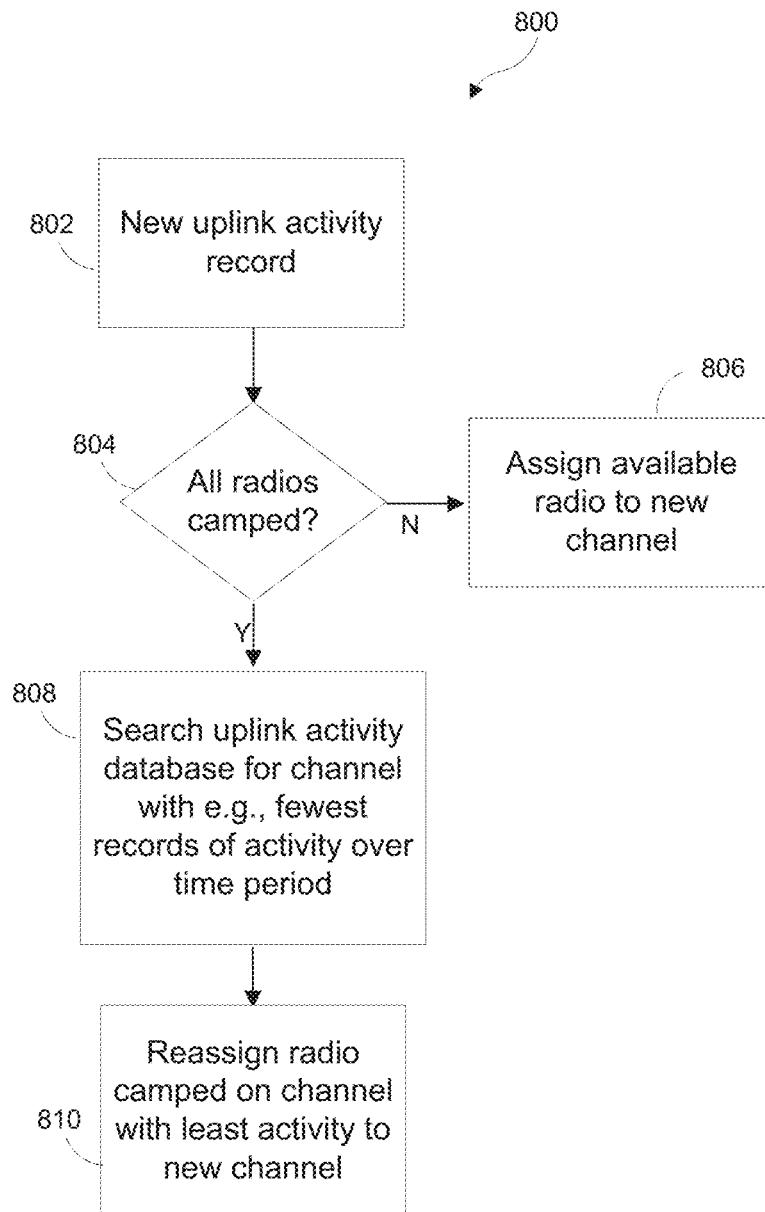 800
802
New uplink activity
record
804
All radios
camped?
N
Y
806
Assign available
radio to new
channel
808
Search uplink activity
database for channel
with e.g., fewest
records of activity over
time period
810
Reassign radio
camped on channel
with least activity to
new channel